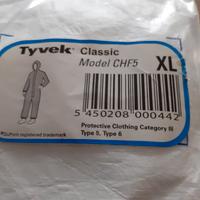 Tyvek® Classic
Model CHF5 XL
5 450208 000442
*DuPont registered trademark
Protective Clothing Category III
Type 5, Type 6